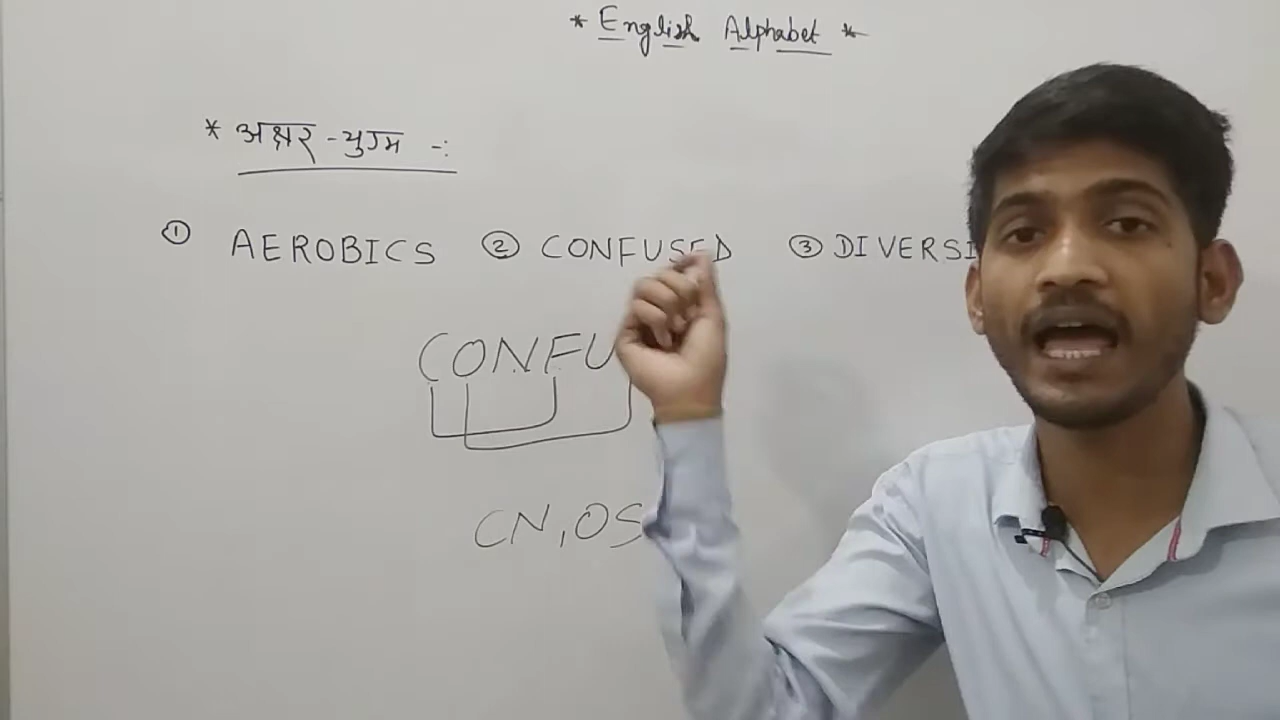 * English Alphabet *
* अक्षर-युग्म -:
① AEROBICS ② CONFUSED ③ DIVERSI
CONFU
CN, OS